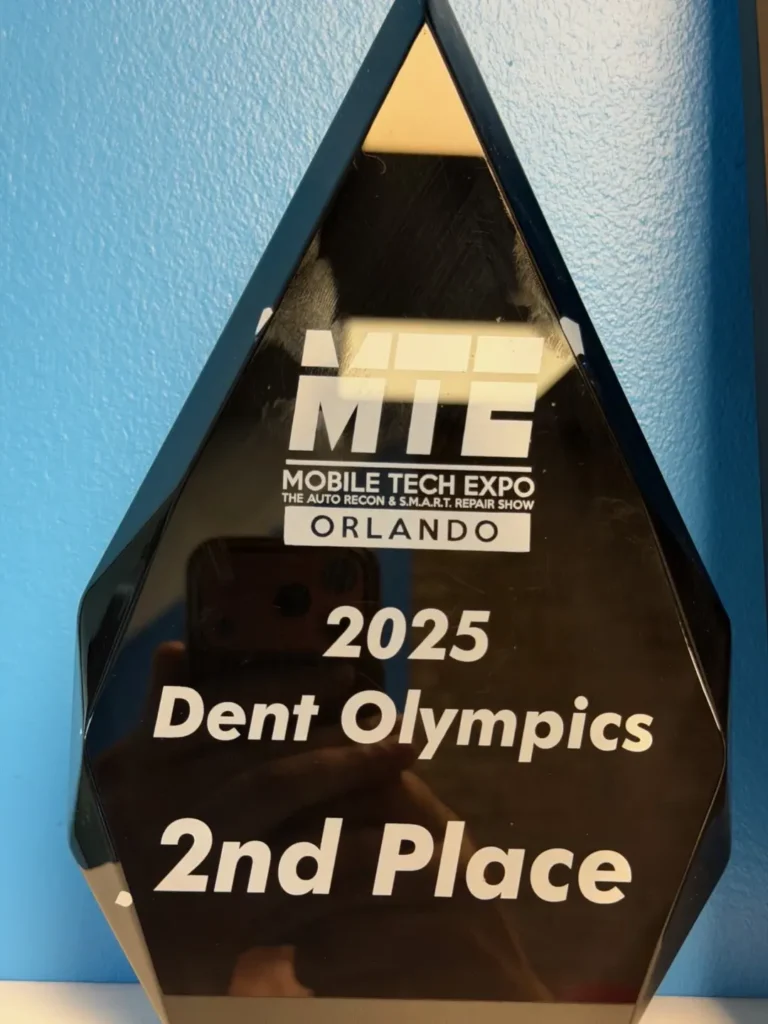 MTE
MOBILE TECH EXPO
THE AUTO RECON & S.M.A.R.T. REPAIR SHOW
ORLANDO
2025
Dent Olympics
2nd Place